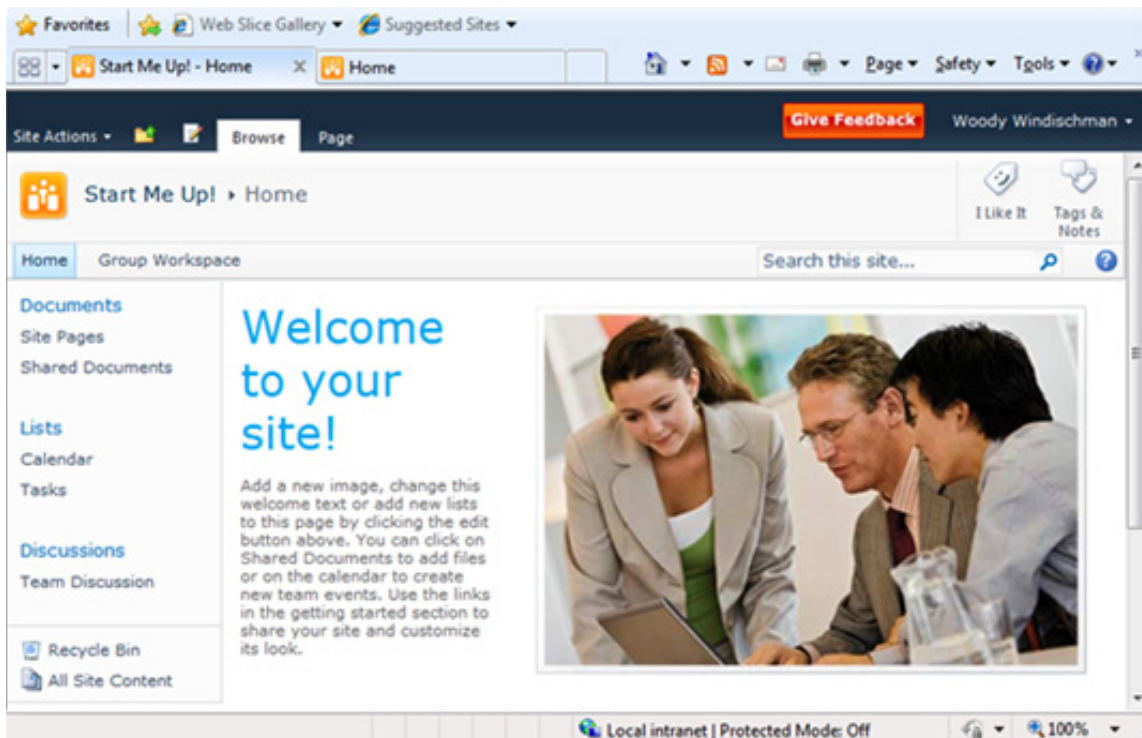 Favorites Web Slice Gallery Suggested Sites
Start Me Up! - Home Home Page Safety Tools
Site Actions Browse Page Give Feedback Woody Windischman
Start Me Up! Home
I Like It
Tags &
Notes
Home Group Workspace Search this site...
Documents
Site Pages
Shared Documents
Lists
Calendar
Tasks
Discussions
Team Discussion
Recycle Bin
All Site Content
Welcome
to your
site!
Add a new image, change this
welcome text or add new lists
to this page by clicking the edit
button above. You can click on
Shared Documents to add files
or on the calendar to create
new team events. Use the links
in the getting started section to
share your site and customize
its look.
Local intranet | Protected Mode: Off 100%